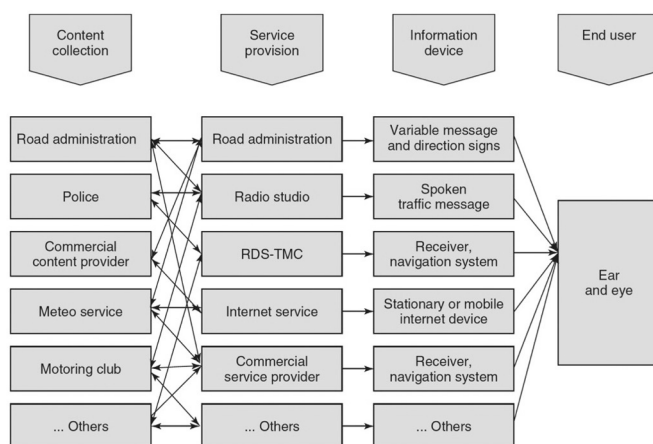 Content
collection
Service
provision
Information
device
End user
Road administration
Road administration
Variable message
and direction signs
Police
Radio studio
Spoken
traffic message
Commercial
content provider
RDS-TMC
Receiver,
navigation system
Ear
and eye
Meteo service
Internet service
Stationary or mobile
internet device
Motoring club
Commercial
service provider
Receiver,
navigation system
... Others
... Others
... Others